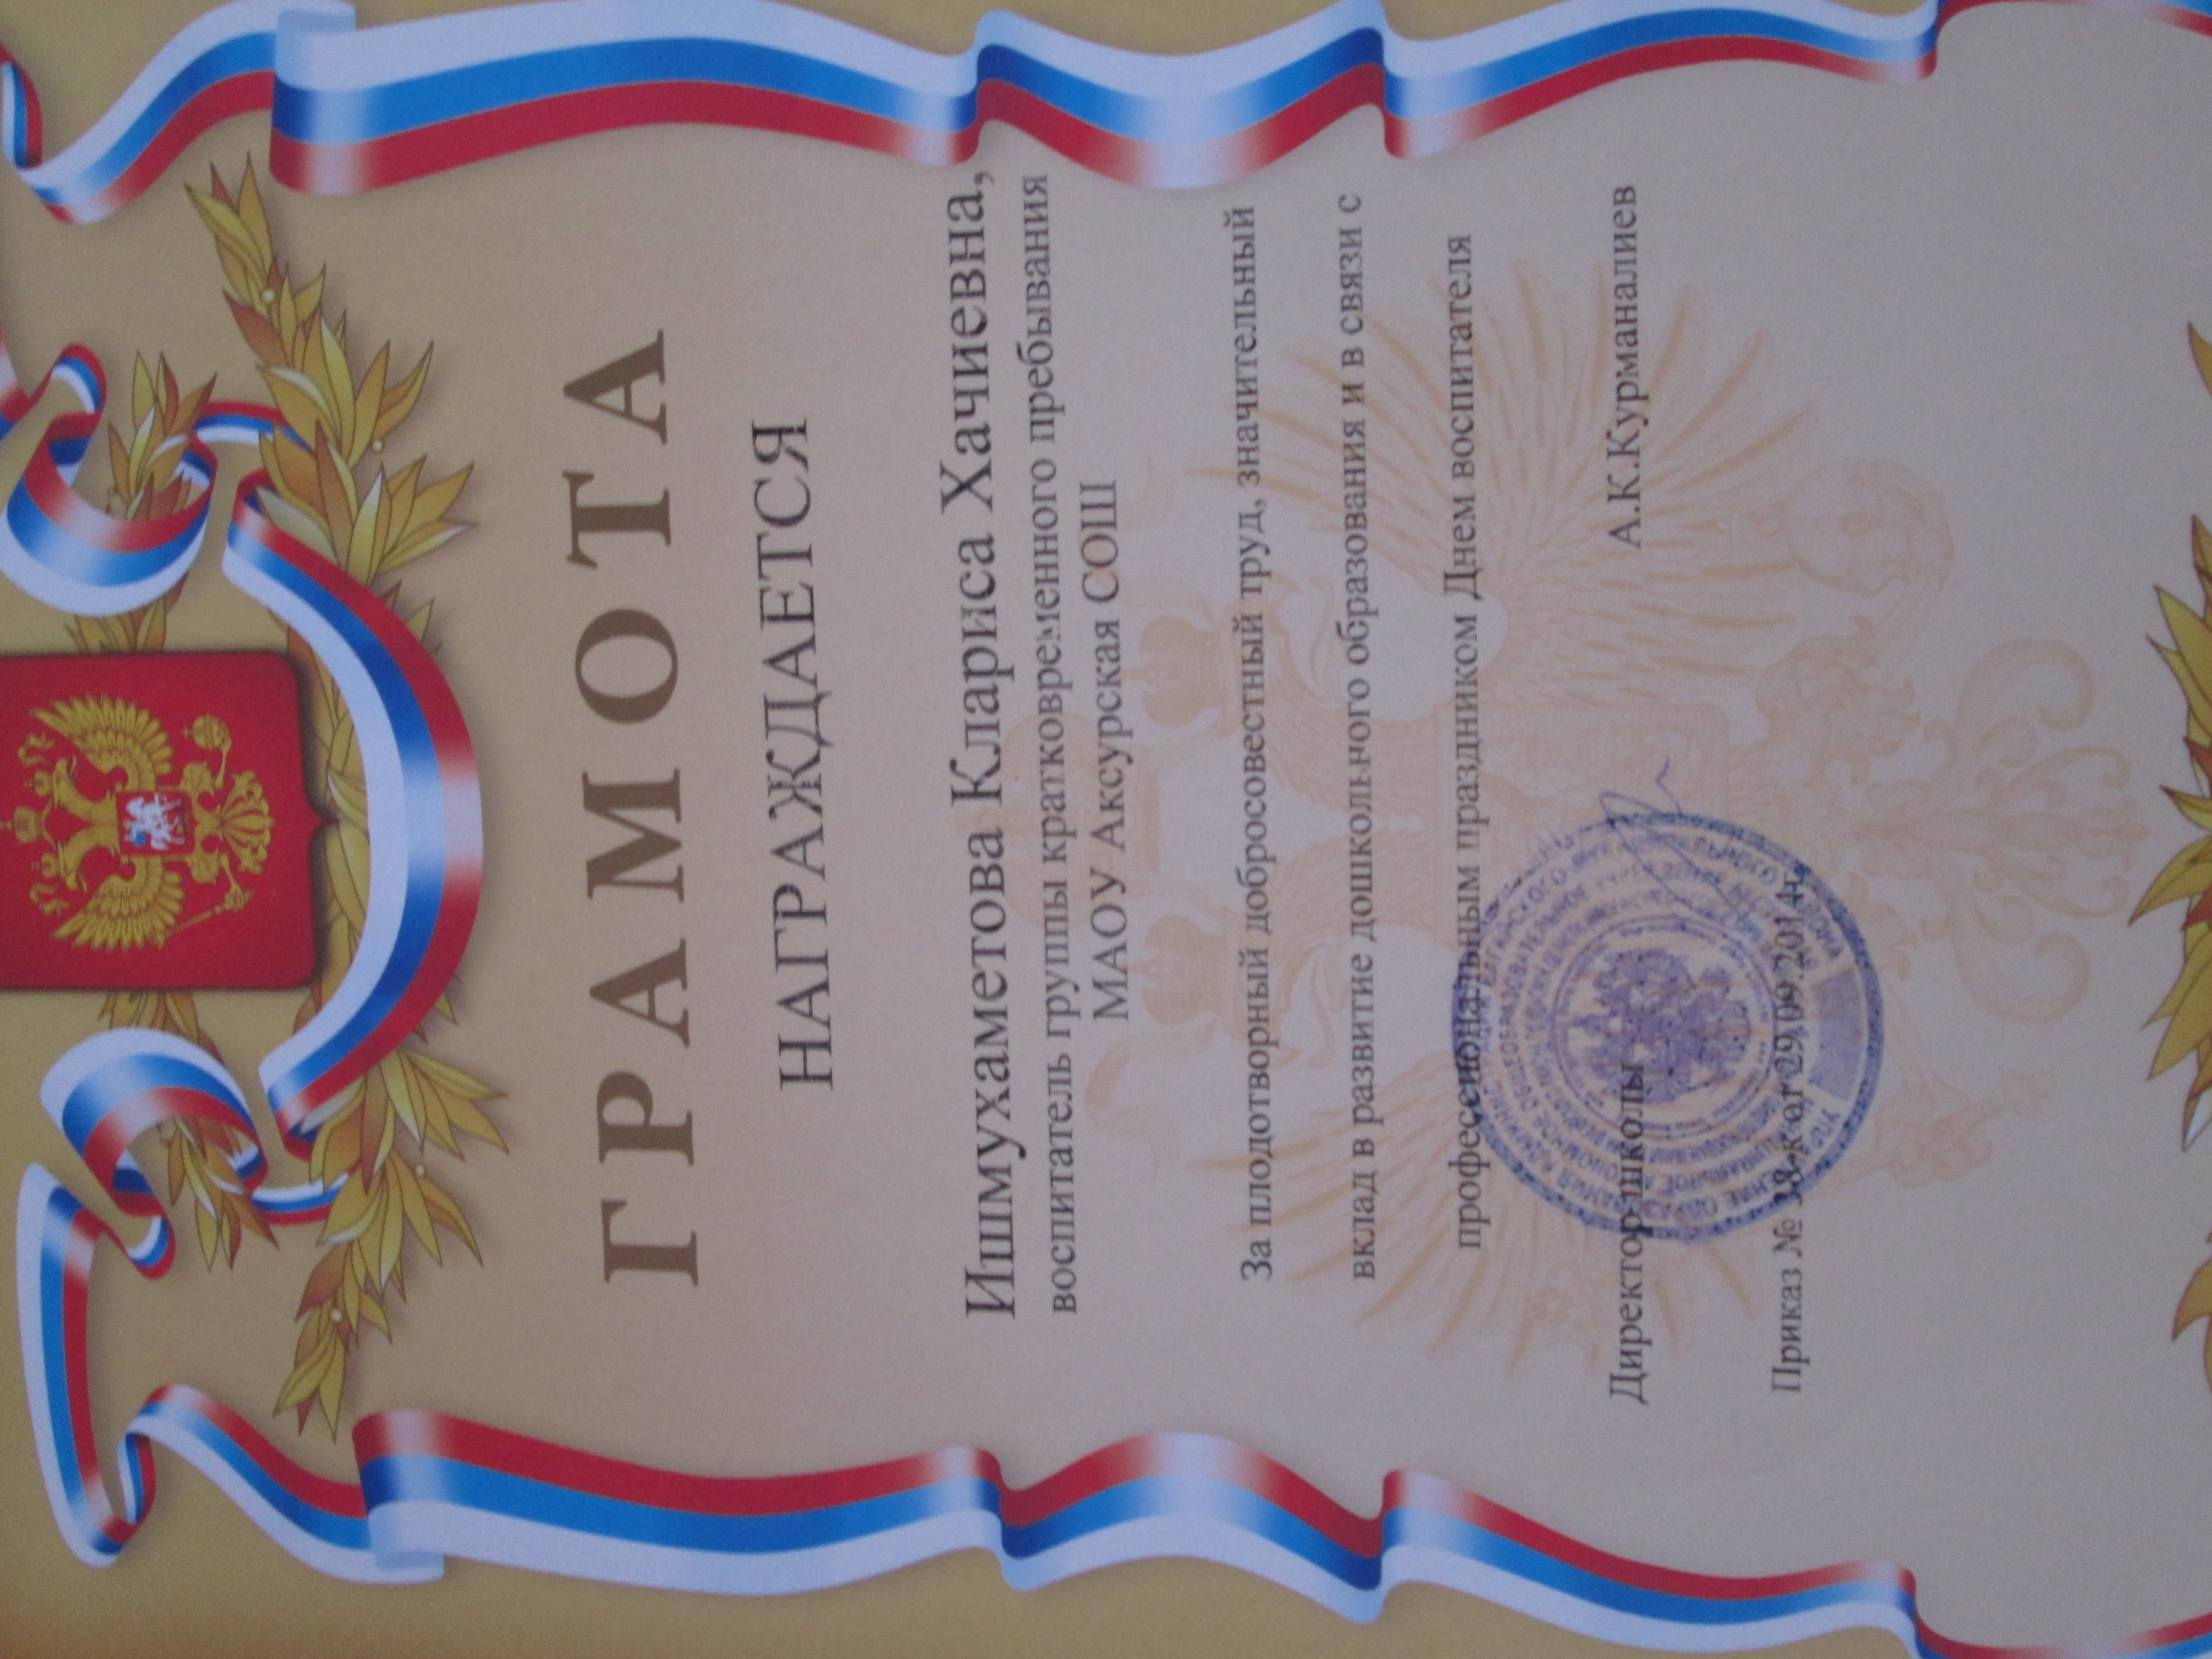 ГРАМОТА
НАГРАЖДАЕТСЯ
Ишмухаметова Клариса Хачиевна,
воспитатель группы кратковременного пребывания
МАОУ Аксурская СОШ
За плодотворный добросовестный труд, значительный
вклад в развитие дошкольного образования и в связи с
профессиональным праздником Днем воспитателя
Директор школы А.К.Курманалиев
Приказ № 38-к от 29.09.2014г.